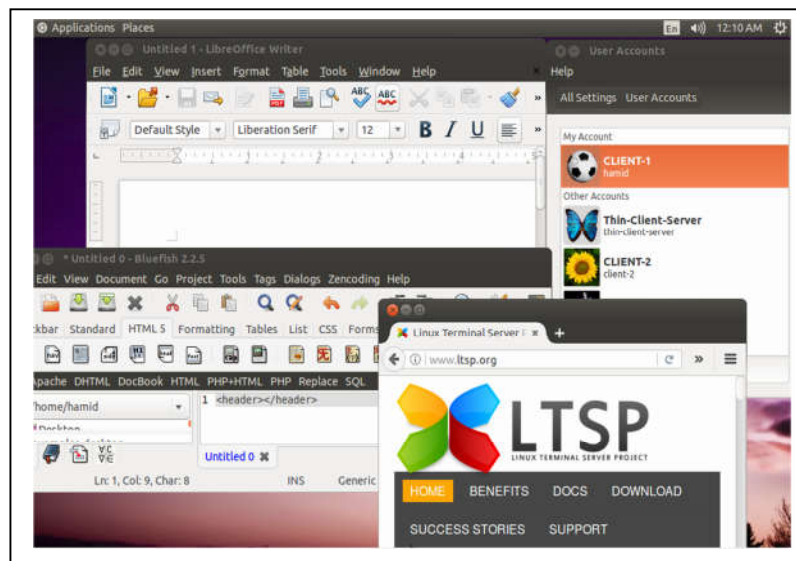 Applications Places
En
12:10 AM
Untitled 1 - LibreOffice Writer
File Edit View Insert Format Table Tools Window Help
Default Style
Liberation Serif
12
B I U
User Accounts
Help
All Settings User Accounts
My Account
CLIENT-1
hamid
Other Accounts
Thin-Client-Server
thin-client-server
CLIENT-2
client-2
* Untitled 0 - Bluefish 2.2.5
Edit View Document Go Project Tools Tags Dialogs Zencoding Help
kbar Standard HTML 5 Formatting Tables List CSS Forms
Apache DHTML DocBook HTML PHP+HTML PHP Replace SQL
/home/hamid
1 <header></header>
Untitled 0
Ln: 1, Col: 9, Char: 8
INS
Generic
Linux Terminal Server
www.ltsp.org
LTSP
LINUX TERMINAL SERVER PROJECT
HOME BENEFITS DOCS DOWNLOAD
SUCCESS STORIES SUPPORT